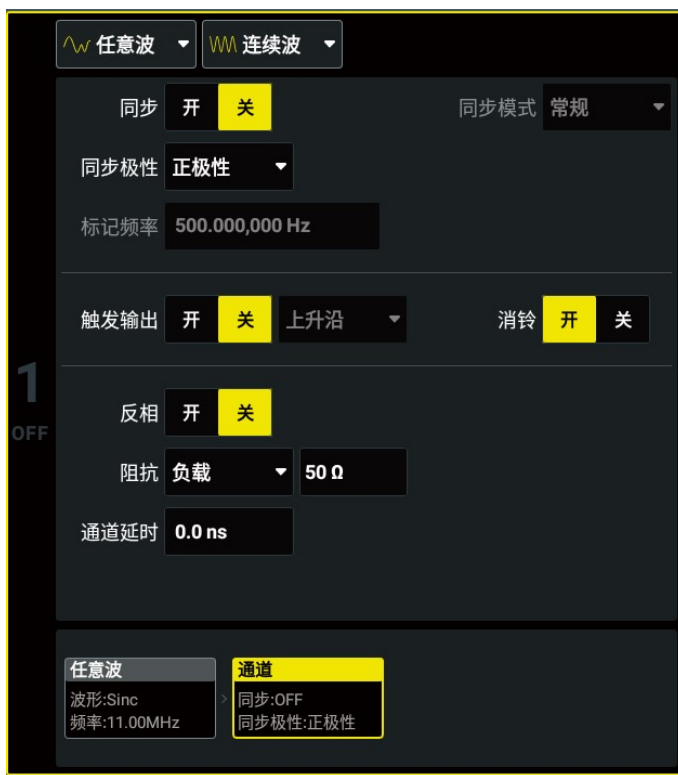 任意波 连续波
同步 开 关 同步模式 常规
同步极性 正极性
标记频率 500.000,000 Hz
触发输出 开 关 上升沿 消铃 开 关
1
OFF
反相 开 关
阻抗 负载 50 Ω
通道延时 0.0 ns
任意波 通道
波形:Sinc 同步:OFF
频率:11.00MHz 同步极性:正极性